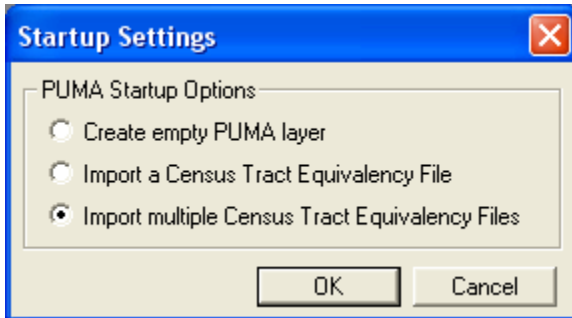 Startup Settings
PUMA Startup Options
Create empty PUMA layer
Import a Census Tract Equivalency File
Import multiple Census Tract Equivalency Files
OK Cancel